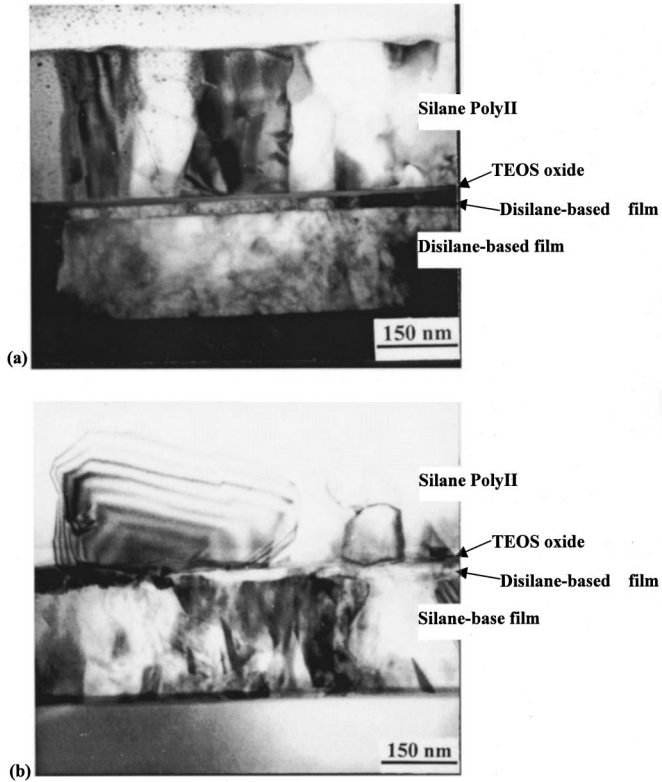 Silane PolyII
TEOS oxide
Disilane-based film
Disilane-based film
150 nm
(a)
Silane PolyII
TEOS oxide
Disilane-based film
Silane-base film
150 nm
(b)